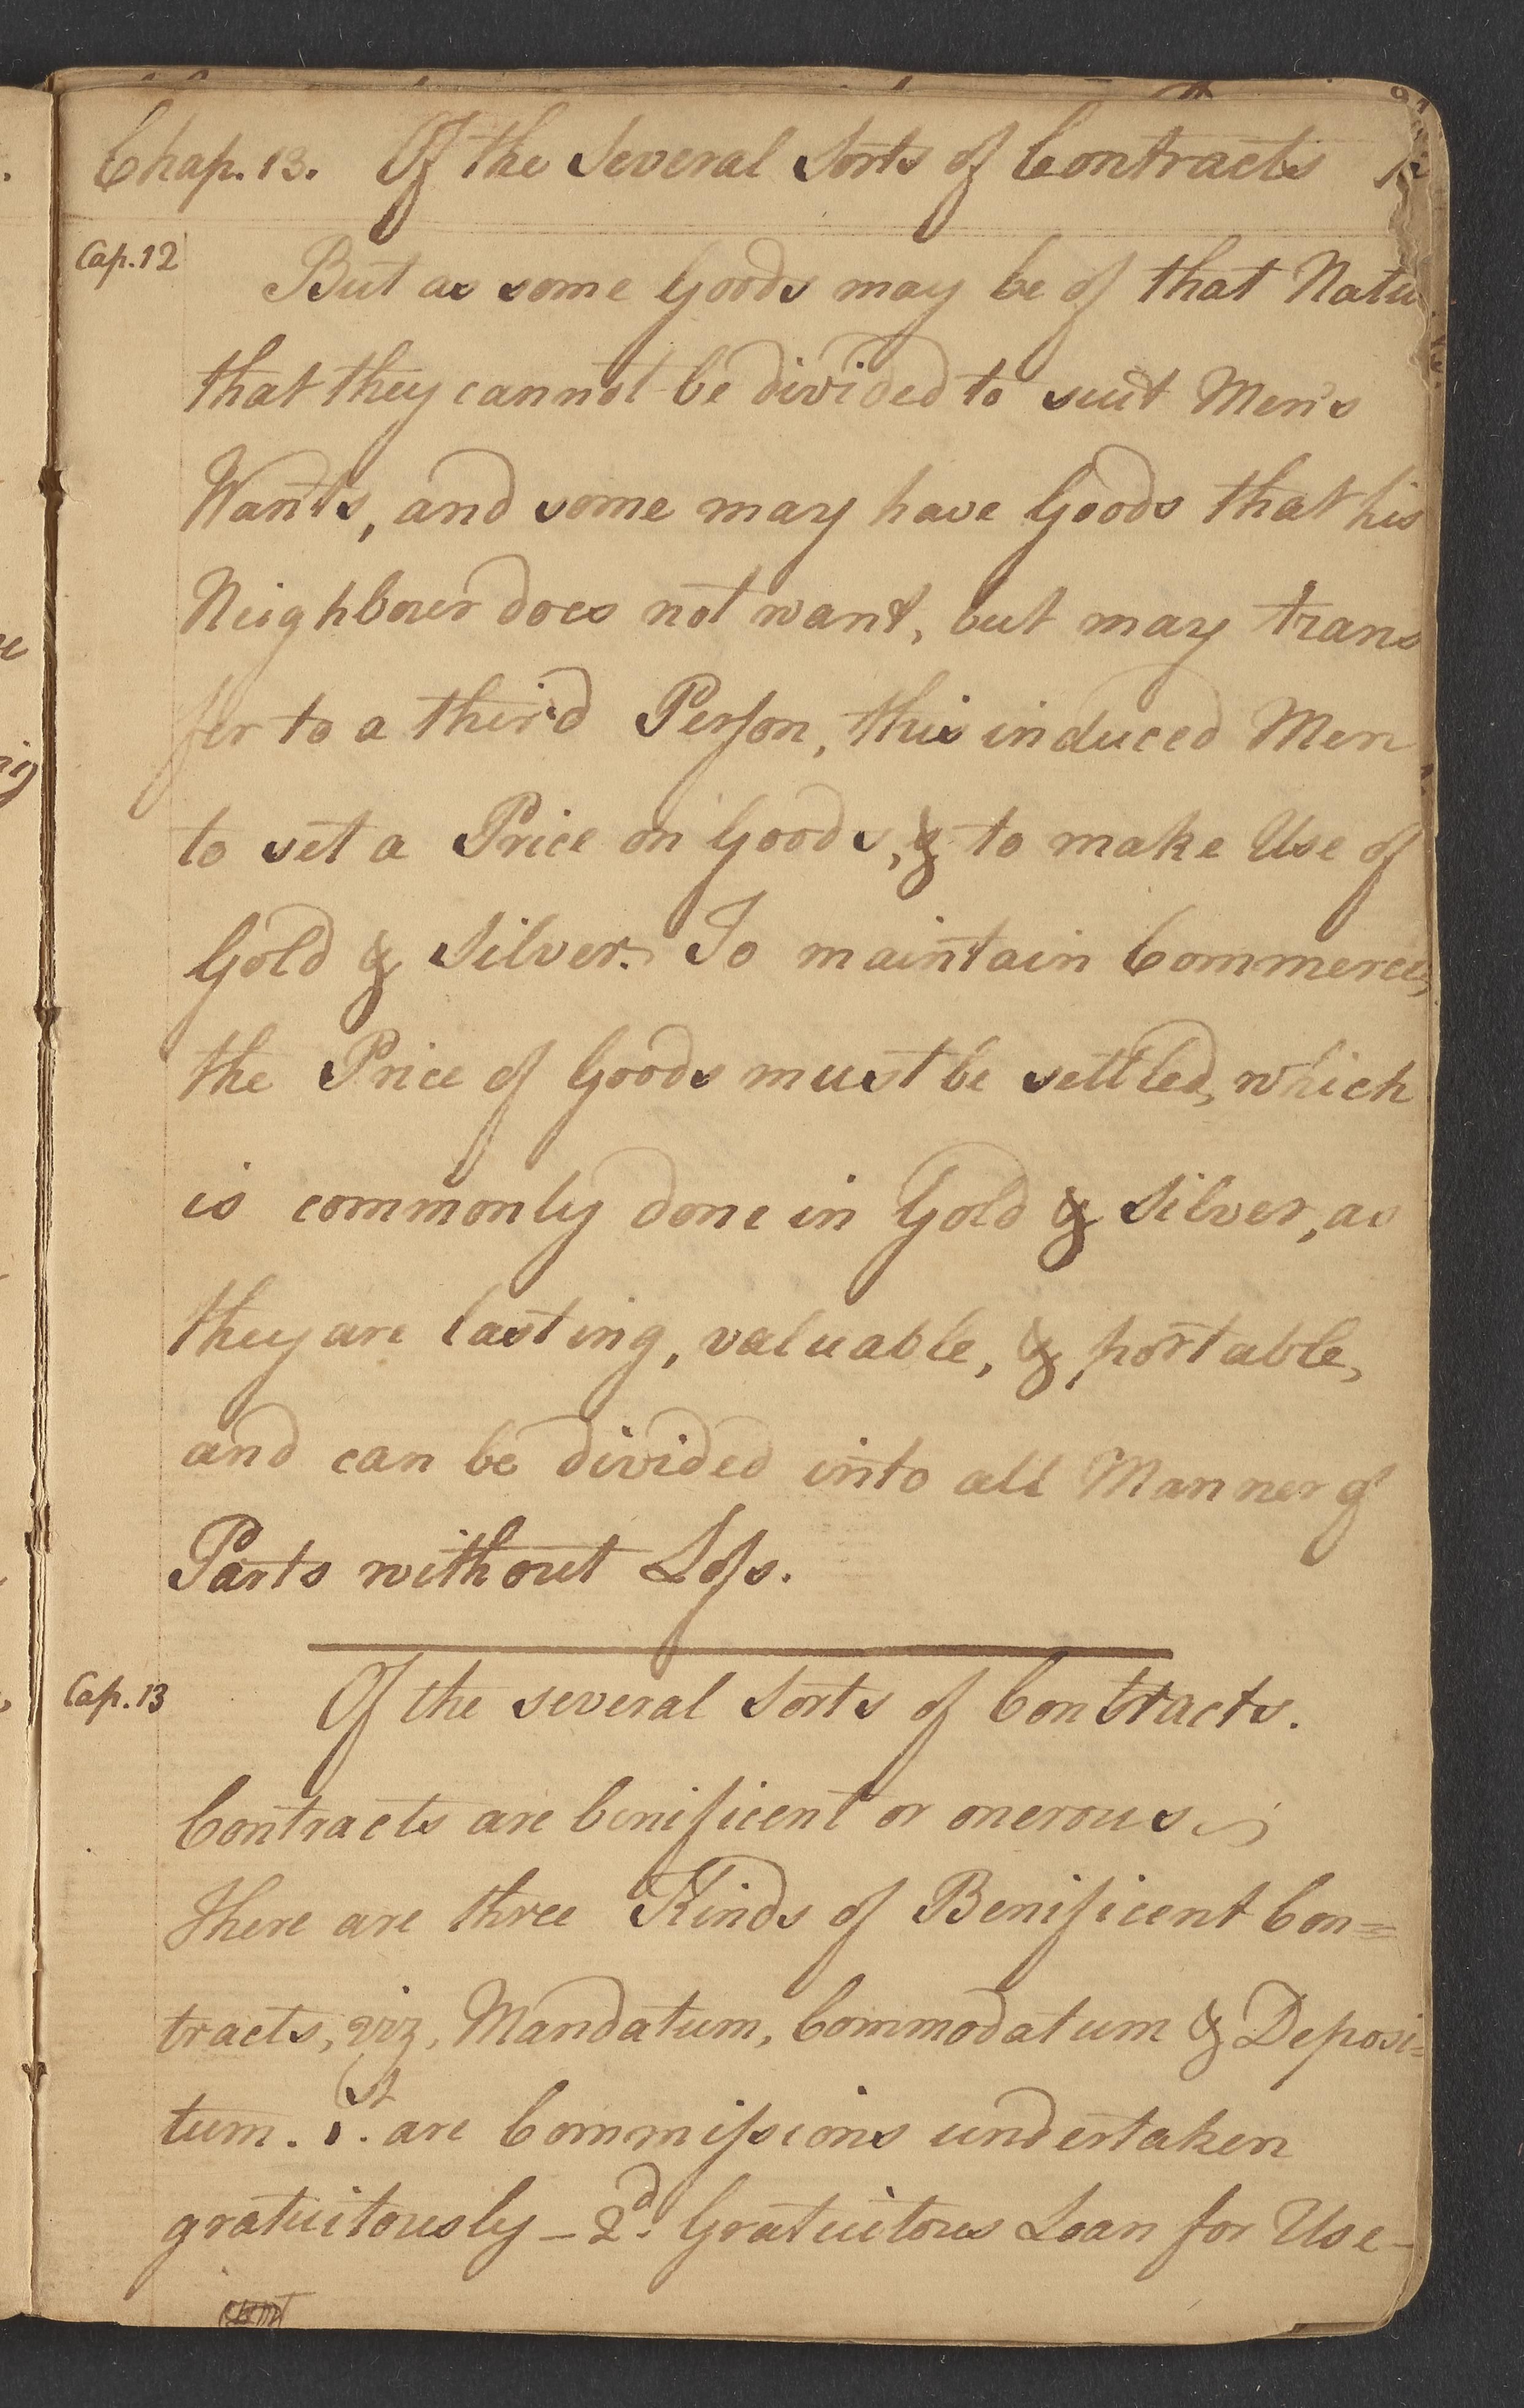 Chap. 13. Of the Several Sorts of Contracts
Cap. 12 But as some Goods may be of that Natu
that they cannot be divided to suit Men's
Wants, and some may have Goods that his
Neighbour does not want, but may trans
fer to a third Person, this induced Men
to set a Price on Goods, & to make Use of
Gold & Silver. To maintain Commerce,
the Price of Goods must be settled, which
is commonly done in Gold & Silver, as
they are lasting, valuable, & portable,
and can be divided into all Manner of
Parts without Loſs.
Cap. 13 Of the several Sorts of Contracts.
Contracts are benificent or onerous
There are three Kinds of Benificent Con=
tracts, viz, Mandatum, Commodatum & Deposi=
tum. 1st. are Commiſsions undertaken
gratuitously - 2d. Gratuitous Loan for Use -